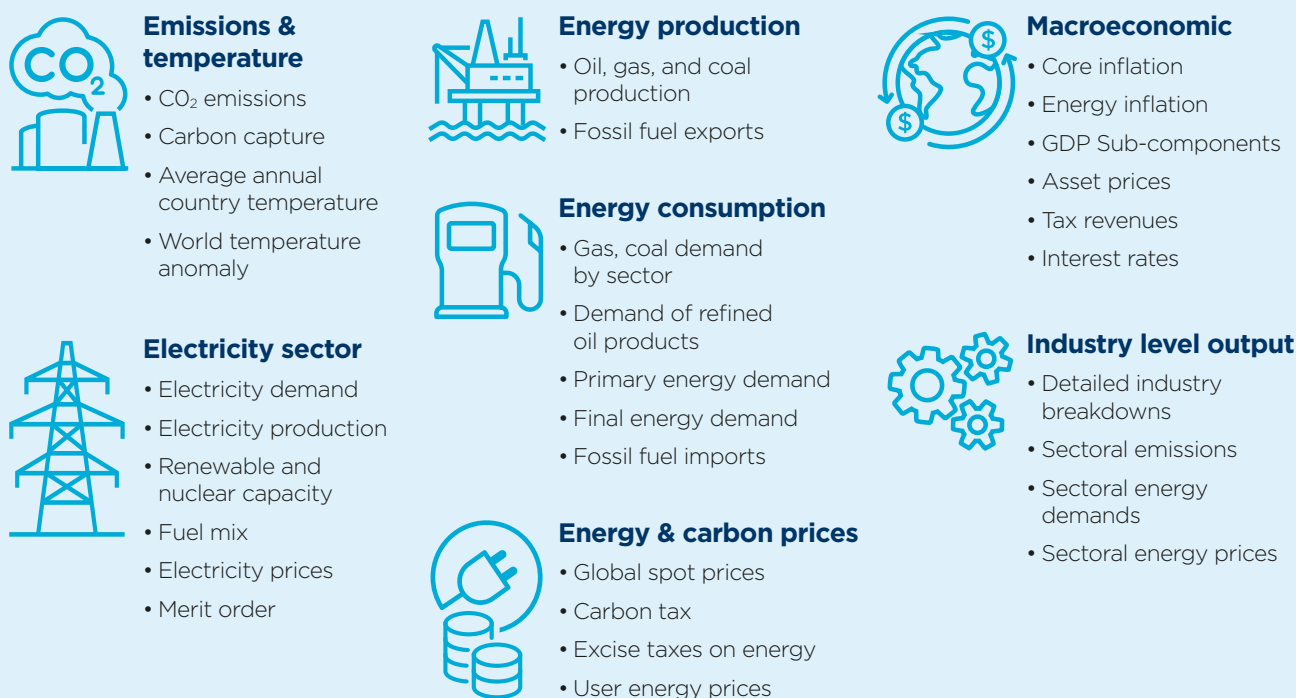 CO2
Emissions &
temperature
• CO₂ emissions
• Carbon capture
• Average annual
country temperature
• World temperature
anomaly
Electricity sector
• Electricity demand
• Electricity production
• Renewable and
nuclear capacity
• Fuel mix
• Electricity prices
• Merit order
Energy production
• Oil, gas, and coal
production
• Fossil fuel exports
Energy consumption
• Gas, coal demand
by sector
• Demand of refined
oil products
• Primary energy demand
• Final energy demand
• Fossil fuel imports
Energy & carbon prices
• Global spot prices
• Carbon tax
• Excise taxes on energy
• User energy prices
$
$
Macroeconomic
• Core inflation
• Energy inflation
• GDP Sub-components
• Asset prices
• Tax revenues
• Interest rates
Industry level output
• Detailed industry
breakdowns
• Sectoral emissions
• Sectoral energy
demands
• Sectoral energy prices